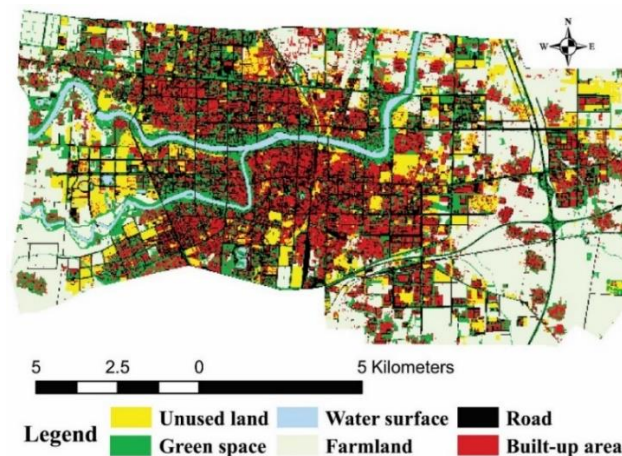 N
W E
S
5 2.5 0 5 Kilometers
Legend
Unused land Water surface Road
Green space Farmland Built-up area